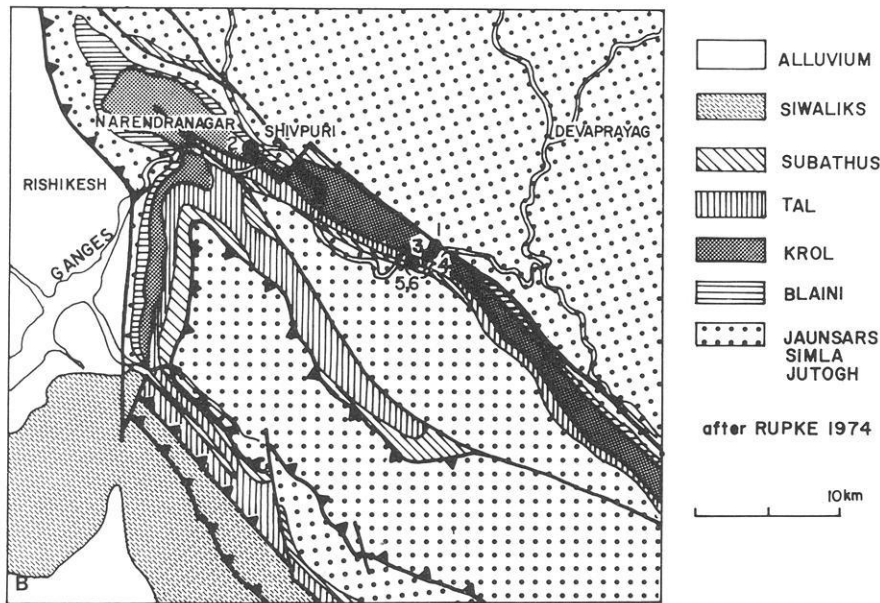 NARENDRANAGAR
SHIVPURI
DEVAPRAYAG
RISHIKESH
GANGES
2
1
3
4
5,6
B
ALLUVIUM
SIWALIKS
SUBATHUS
TAL
KROL
BLAINI
JAUNSARS
SIMLA
JUTOGH
after RUPKE 1974
10km